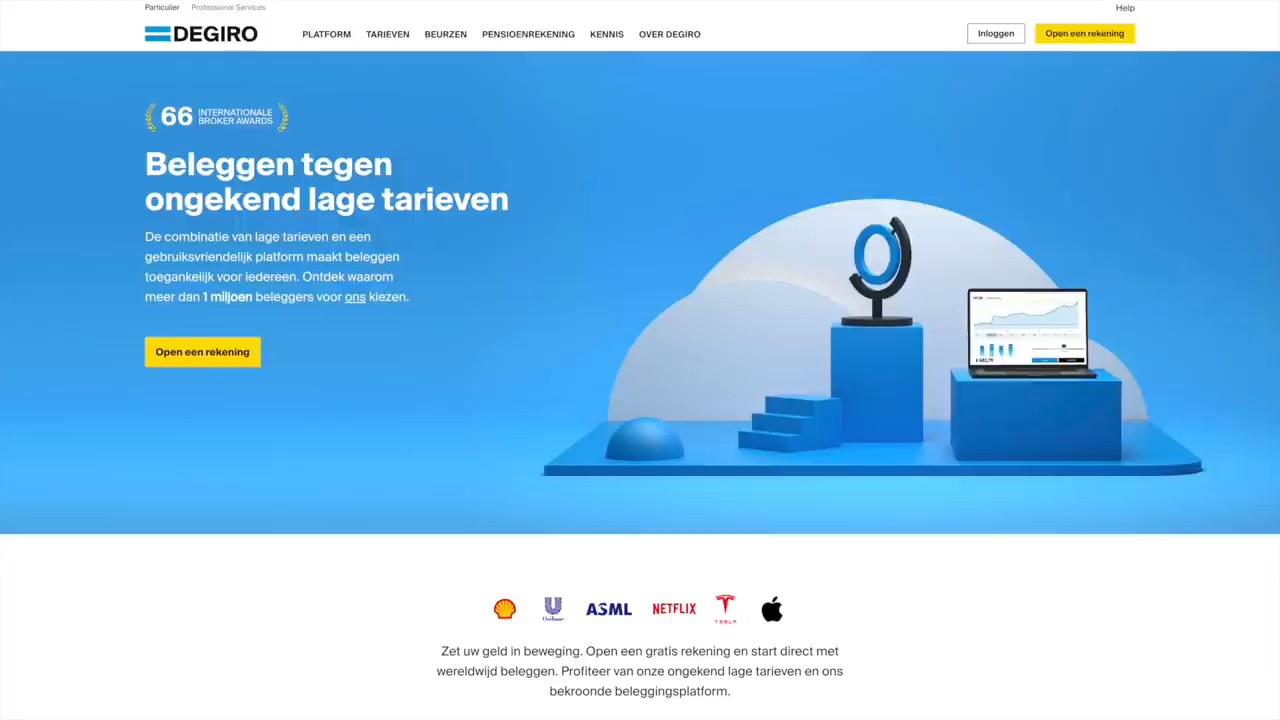 Particulier Professional Services
Help
DEGIRO
PLATFORM TARIEVEN BEURZEN PENSIOENREKENING KENNIS OVER DEGIRO
Inloggen Open een rekening
66 INTERNATIONALE
BROKER AWARDS
Beleggen tegen
ongekend lage tarieven
De combinatie van lage tarieven en een
gebruiksvriendelijk platform maakt beleggen
toegankelijk voor iedereen. Ontdek waarom
meer dan 1 miljoen beleggers voor ons kiezen.
Open een rekening
Unilever ASML NETFLIX TESLA
Zet uw geld in beweging. Open een gratis rekening en start direct met
wereldwijd beleggen. Profiteer van onze ongekend lage tarieven en ons
bekroonde beleggingsplatform.